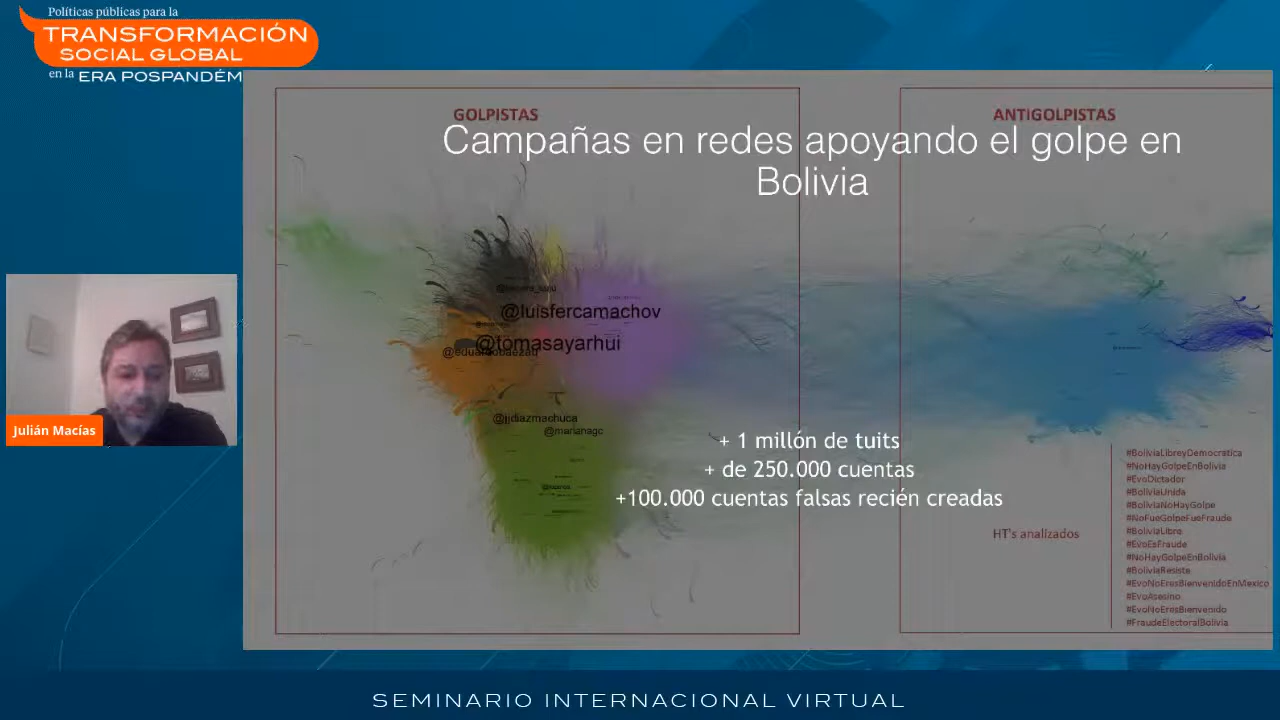 Políticas públicas para la
TRANSFORMACIÓN
SOCIAL GLOBAL
en la ERA POSPANDÉM
GOLPISTAS
ANTIGOLPISTAS
Campañas en redes apoyando el golpe en
Bolivia
@luisfercamachov
@tomasayarhui
@eduardobaezab
@jjdiazmachuca
@marianagc
+ 1 millón de tuits
+ de 250.000 cuentas
+100.000 cuentas falsas recién creadas
HT's analizados
#BoliviaLibreyDemocratica
#NoHayGolpeEnBolivia
#EvoDictador
#BoliviaUnida
#BoliviaNoHayGolpe
#NoFueGolpeFueFraude
#BoliviaLibre
#EvoEsFraude
#NoHayGolpeEnBolivia
#BoliviaResiste
#EvoNoEresBienvenidoEnMexico
#EvoAsesino
#EvoNoEresBienvenido
#FraudeElectoralBolivia
Julián Macías
SEMINARIO INTERNACIONAL VIRTUAL